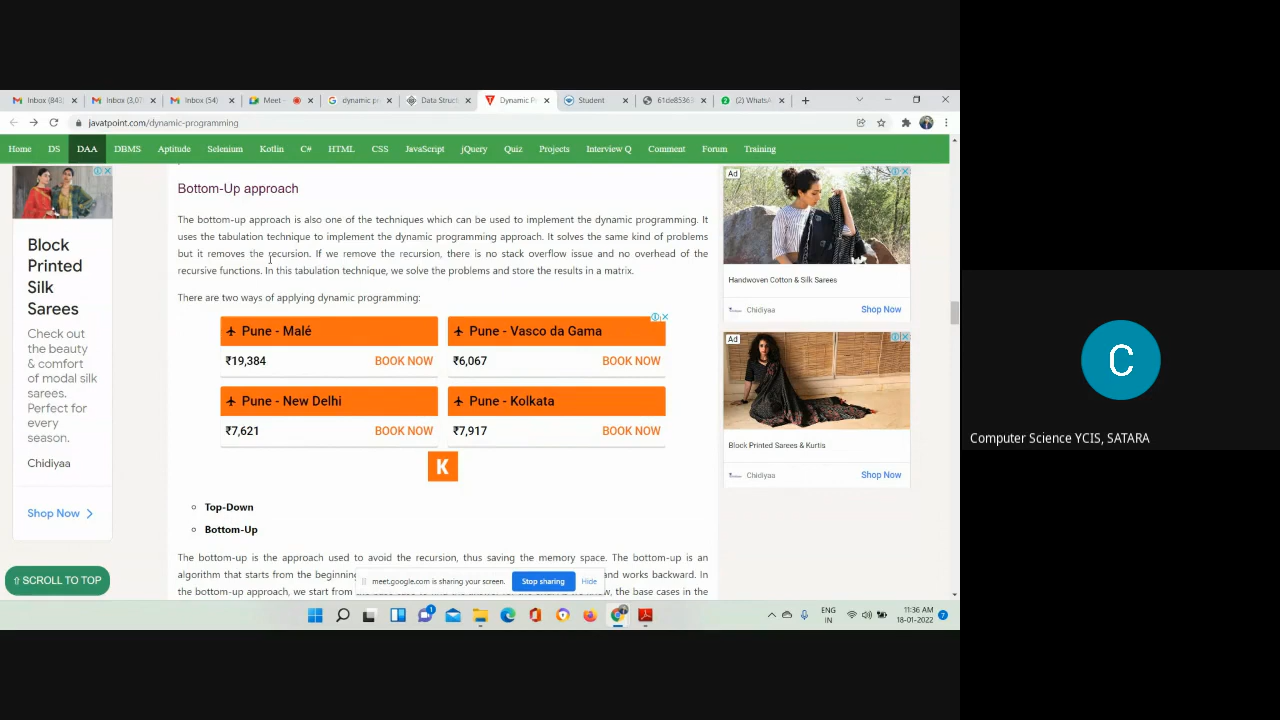 Inbox (843)
Inbox (3,07
Inbox (54)
Meet -
dynamic p
Data Struct
Dynamic P
Student
61de85363
(2) Whats
javatpoint.com/dynamic-programming
Home DS DAA DBMS Aptitude Selenium Kotlin C# HTML CSS JavaScript jQuery Quiz Projects Interview Q Comment Forum Training
Block
Printed
Silk
Sarees
Check out
the beauty
& comfort
of modal silk
sarees.
Perfect for
every
season.
Chidiyaa
Shop Now
⇧ SCROLL TO TOP
Bottom-Up approach
The bottom-up approach is also one of the techniques which can be used to implement the dynamic programming. It
uses the tabulation technique to implement the dynamic programming approach. It solves the same kind of problems
but it removes the recursion. If we remove the recursion, there is no stack overflow issue and no overhead of the
recursive functions. In this tabulation technique, we solve the problems and store the results in a matrix.
There are two ways of applying dynamic programming:
Pune - Malé
₹19,384 BOOK NOW
Pune - Vasco da Gama
₹6,067 BOOK NOW
Pune - New Delhi
₹7,621 BOOK NOW
Pune - Kolkata
₹7,917 BOOK NOW
K
Top-Down
Bottom-Up
The bottom-up is the approach used to avoid the recursion, thus saving the memory space. The bottom-up is an
algorithm that starts from the beginning and works backward. In
the bottom-up approach, we start from the base cases in the
meet.google.com is sharing your screen. Stop sharing Hide
Ad
Handwoven Cotton & Silk Sarees
Chidiyaa Shop Now
Ad
Block Printed Sarees & Kurtis
Chidiyaa Shop Now
ENG
IN
11:36 AM
18-01-2022
7
C
Computer Science YCIS, SATARA